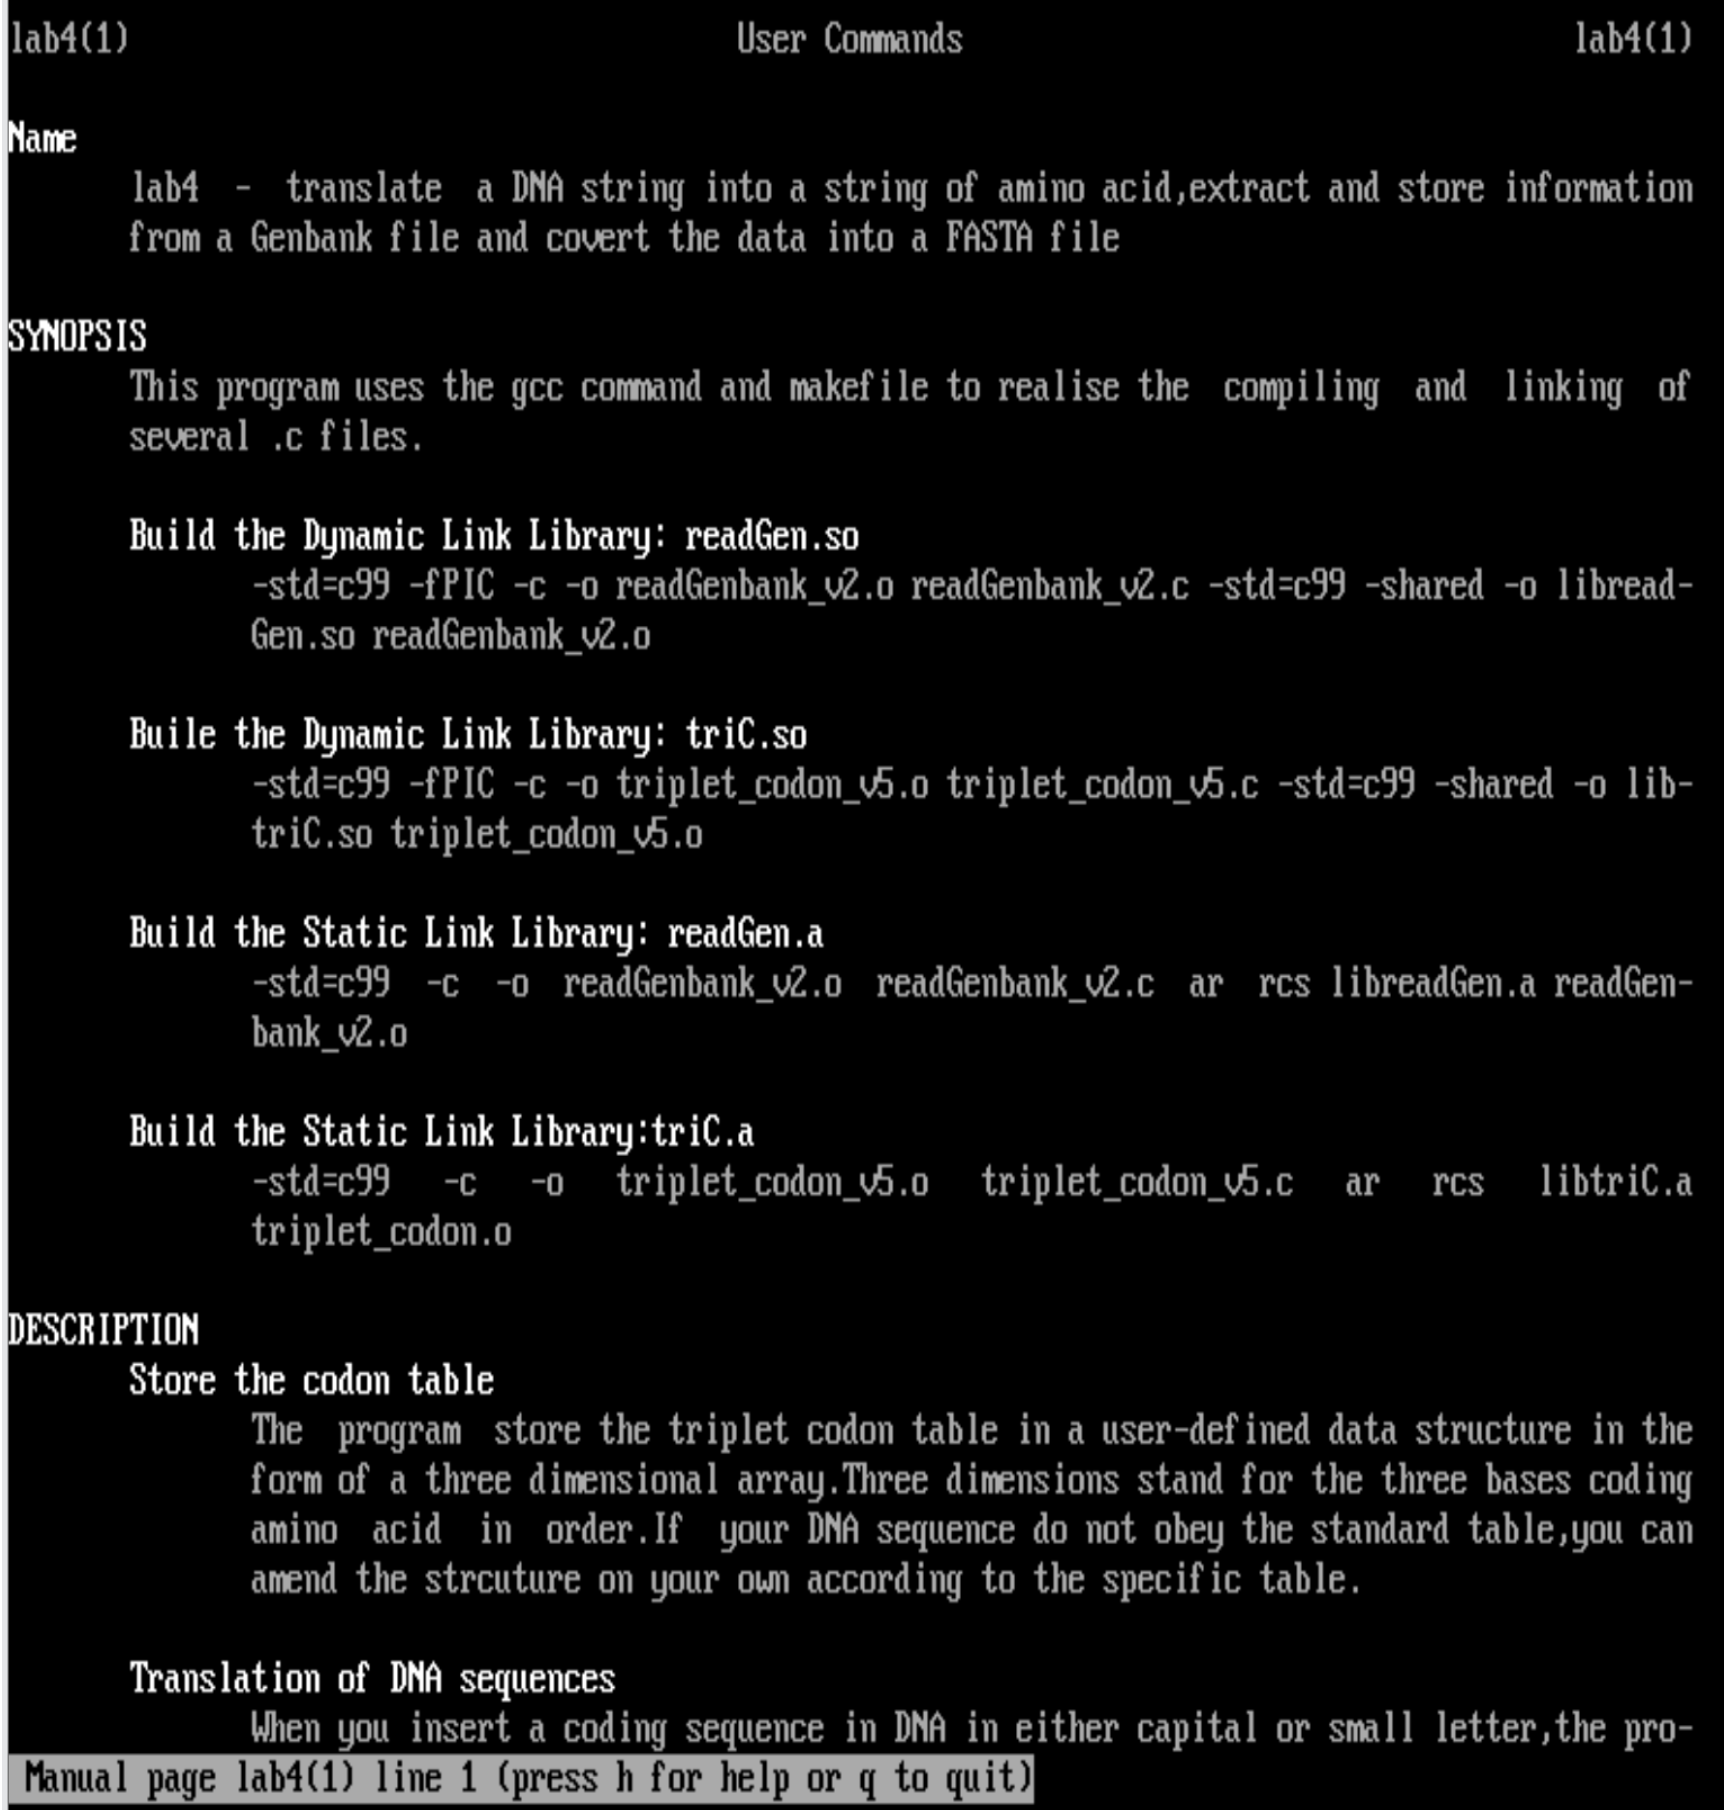 lab4(1) User Commands lab4(1)
Name
lab4 - translate a DNA string into a string of amino acid,extract and store information
from a Genbank file and covert the data into a FASTA file
SYNOPSIS
This program uses the gcc command and makefile to realise the compiling and linking of
several .c files.
Build the Dynamic Link Library: readGen.so
-std=c99 -fPIC -c -o readGenbank_v2.o readGenbank_v2.c -std=c99 -shared -o libread-
Gen.so readGenbank_v2.o
Buile the Dynamic Link Library: triC.so
-std=c99 -fPIC -c -o triplet_codon_v5.o triplet_codon_v5.c -std=c99 -shared -o lib-
triC.so triplet_codon_v5.o
Build the Static Link Library: readGen.a
-std=c99 -c -o readGenbank_v2.o readGenbank_v2.c ar rcs libreadGen.a readGen-
bank_v2.o
Build the Static Link Library:triC.a
-std=c99 -c -o triplet_codon_v5.o triplet_codon_v5.c ar rcs libtriC.a
triplet_codon.o
DESCRIPTION
Store the codon table
The program store the triplet codon table in a user-defined data structure in the
form of a three dimensional array.Three dimensions stand for the three bases coding
amino acid in order.If your DNA sequence do not obey the standard table,you can
amend the strcuture on your own according to the specific table.
Translation of DNA sequences
When you insert a coding sequence in DNA in either capital or small letter,the pro-
Manual page lab4(1) line 1 (press h for help or q to quit)